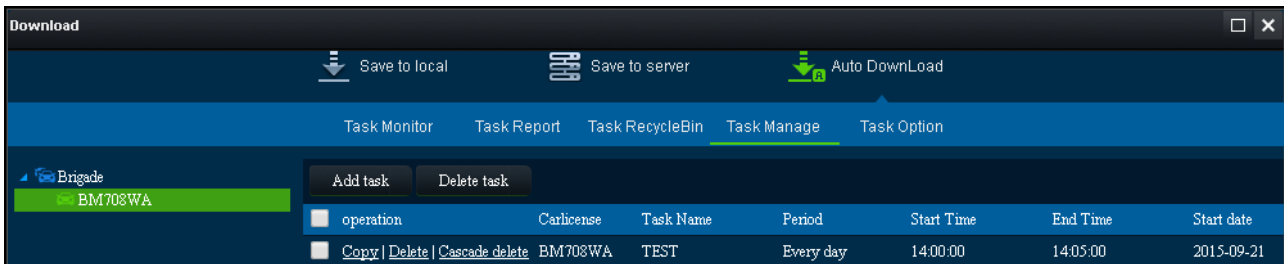 Download
Save to local Save to server A Auto DownLoad
Task Monitor Task Report Task RecycleBin Task Manage Task Option
Brigade
BM708WA
Add task Delete task
operation Carlicense Task Name Period Start Time End Time Start date
Copy | Delete | Cascade delete BM708WA TEST Every day 14:00:00 14:05:00 2015-09-21